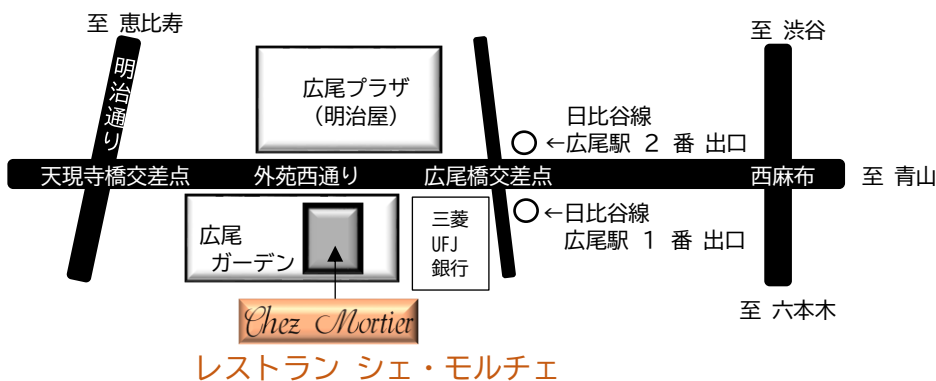 至 恵比寿
至 渋谷
明治通り
広尾プラザ
(明治屋)
日比谷線
←広尾駅 2 番 出口
天現寺橋交差点
外苑西通り
広尾橋交差点
西麻布
至 青山
広尾
ガーデン
三菱
UFJ
銀行
←日比谷線
広尾駅 1 番 出口
至 六本木
Chez Mortier
レストラン シェ・モルチェ